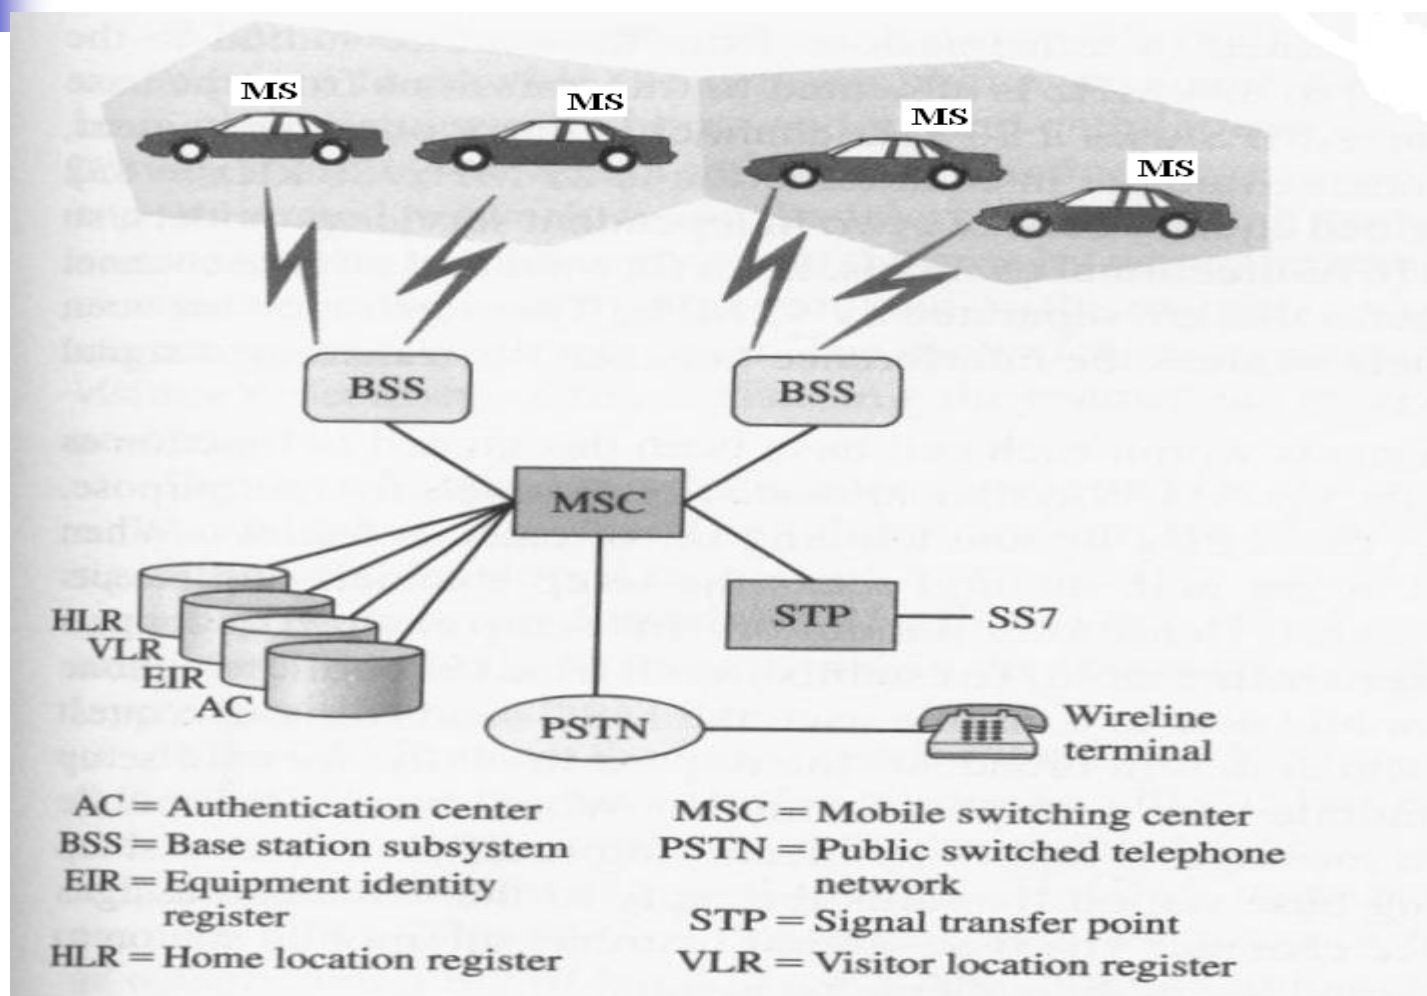 MS
MS
MS
MS
BSS
BSS
MSC
HLR
VLR
EIR
AC
STP
SS7
PSTN
Wireline
terminal
AC = Authentication center
BSS = Base station subsystem
EIR = Equipment identity
register
HLR = Home location register
MSC = Mobile switching center
PSTN = Public switched telephone
network
STP = Signal transfer point
VLR = Visitor location register